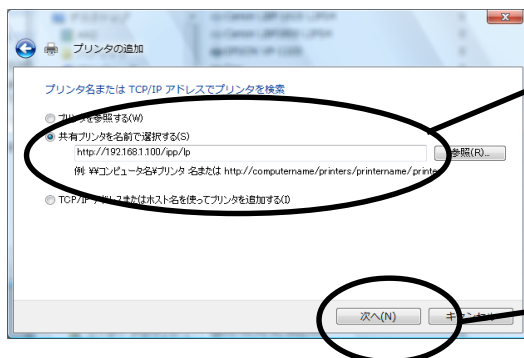 プリンタの追加
プリンタ名または TCP/IP アドレスでプリンタを検索
プリンタを参照する(W)
共有プリンタを名前で選択する(S)
http://192.168.1.100/ipp/lp
参照(R)...
例: ¥¥コンピュータ名¥プリンタ 名または http://computername/printers/printername/printer
TCP/IP アドレスまたはホスト名を使ってプリンタを追加する(I)
次へ(N)
キャンセル